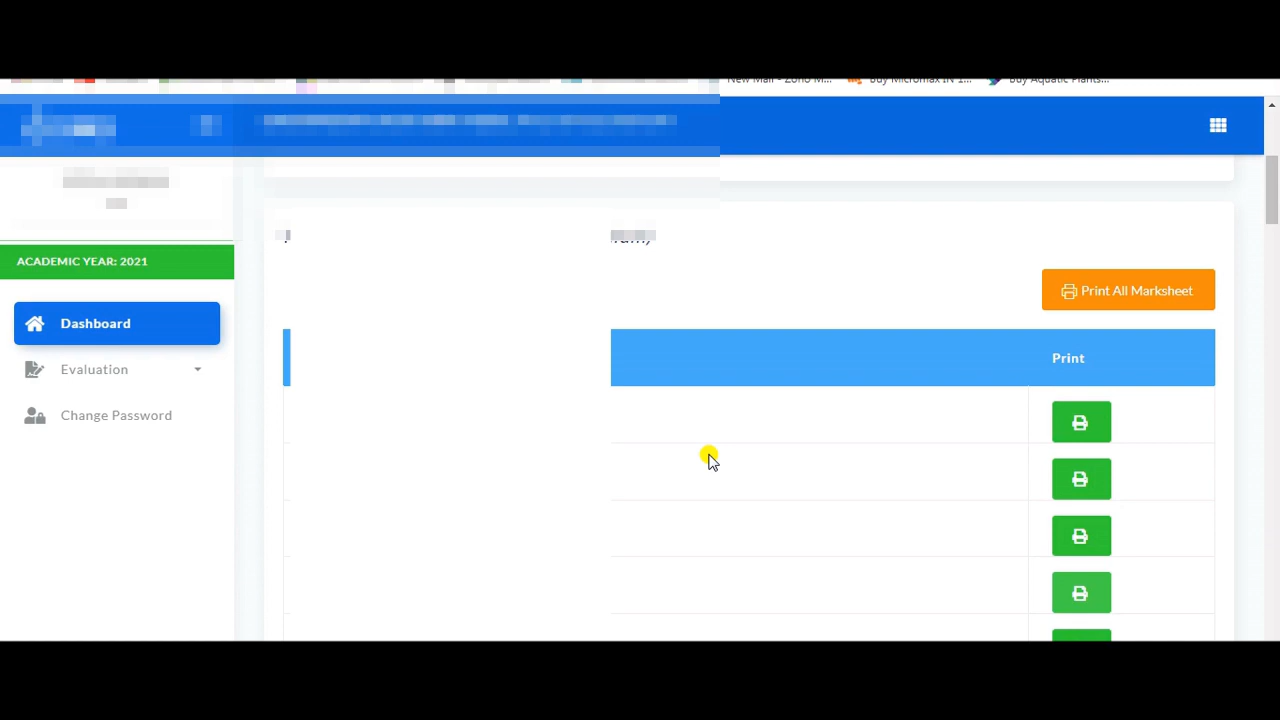 New Mail - Zoho M... Buy Micromax IN 1... Buy Aquatic Plants...
ACADEMIC YEAR: 2021
Print All Marksheet
Dashboard
Print
Evaluation
Change Password